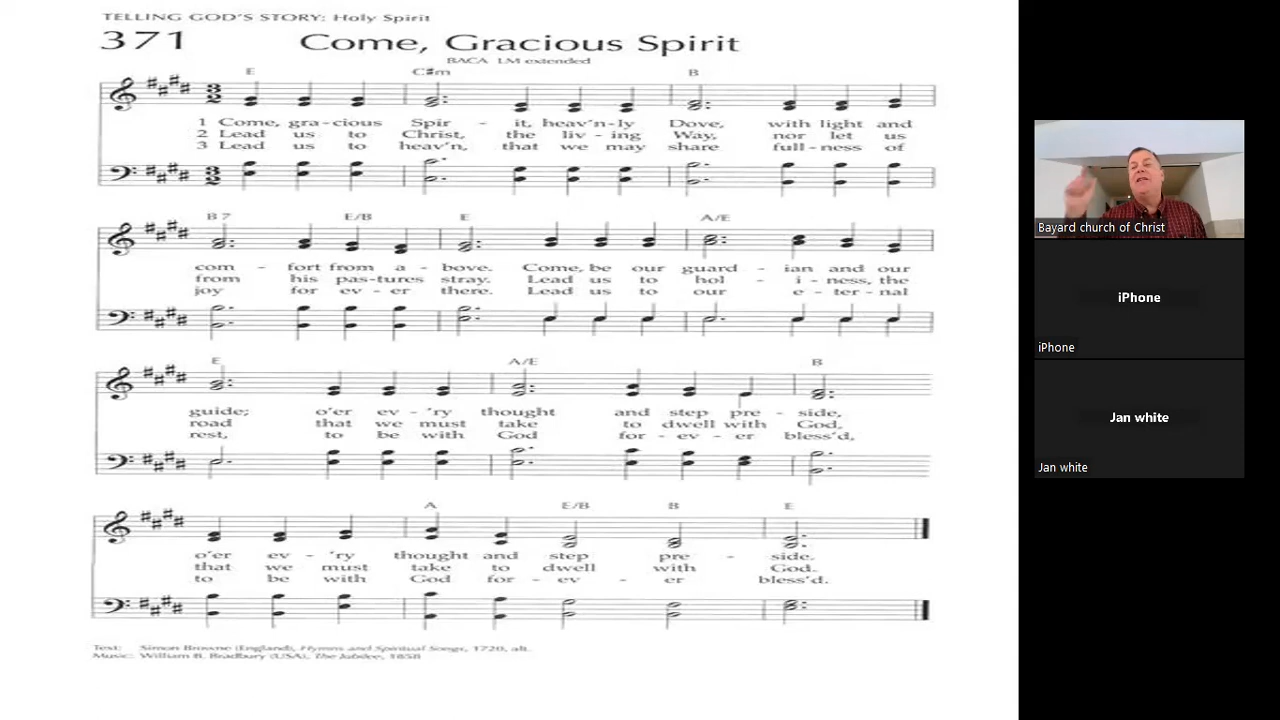 TELLING GOD'S STORY: Holy Spirit
371 Come, Gracious Spirit
BACA LM extended
E C#m B
1 Come, gra-cious Spir - it, heav'n-ly Dove, with light and
2 Lead us to Christ, the liv - ing Way, nor let us
3 Lead us to heav'n, that we may share full-ness of
B7 E/B E A/E
com - fort from a - bove. Come, be our guard - ian and our
from his pas-tures stray. Lead us to hol - i - ness, the
joy for ev - er there. Lead us to our e - ter - nal
E A/E B
guide; o'er ev - 'ry thought and step pre - side,
road that we must take to dwell with God,
rest, to be with God for - ev - er bless'd,
A E/B B E
o'er ev - 'ry thought and step pre - side.
that we must take to dwell with God.
to be with God for - ev - er bless'd.
Text: Simon Browne (England), Hymns and Spiritual Songs, 1720, alt.
Music: William B. Bradbury (USA), The Jubilee, 1858
Bayard church of Christ
iPhone
iPhone
Jan white
Jan white